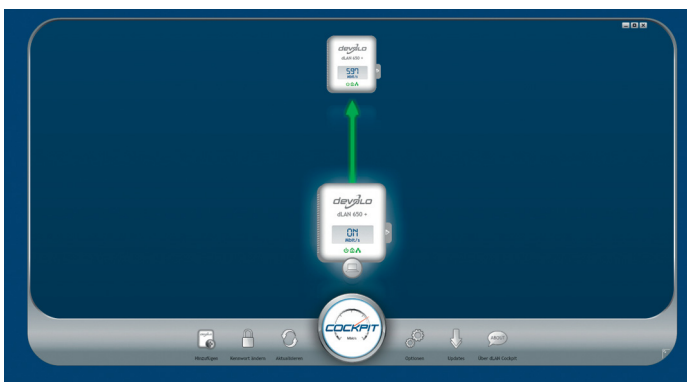 devolo
dLAN 650 +
597
MBIT/S
devolo
dLAN 650 +
ON
MBIT/S
COCKPIT
Hinzufügen
Kennwort ändern
Aktualisieren
Optionen
Updates
ABOUT
Über dLAN Cockpit